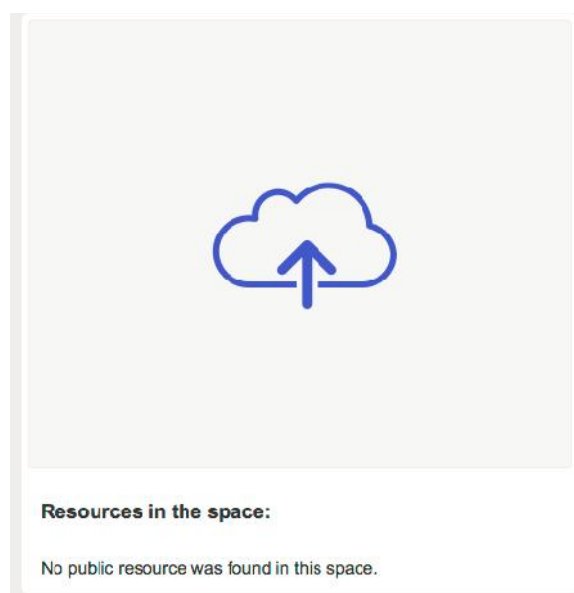 Resources in the space:
No public resource was found in this space.